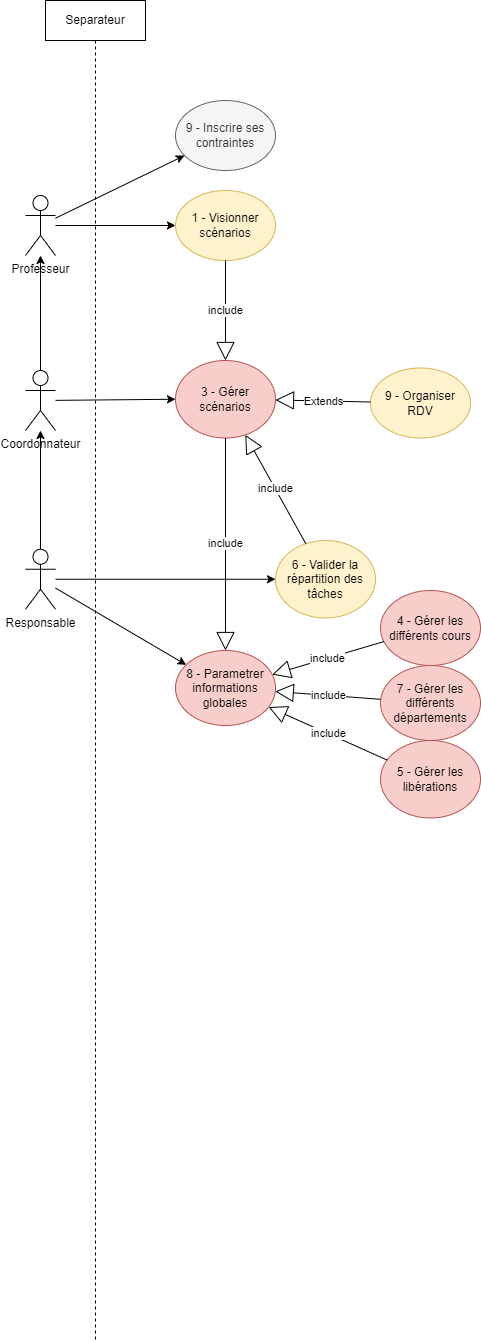 Separateur
9 - Inscrire ses
contraintes
1 - Visionner
scénarios
Professeur
include
3 - Gérer
scénarios
Extends
9 - Organiser
RDV
Coordonnateur
include
include
6 - Valider la
répartition des
tâches
Responsable
4 - Gérer les
différents cours
include
8 - Parametrer
informations
globales
include
7 - Gérer les
différents
départements
include
5 - Gérer les
libérations